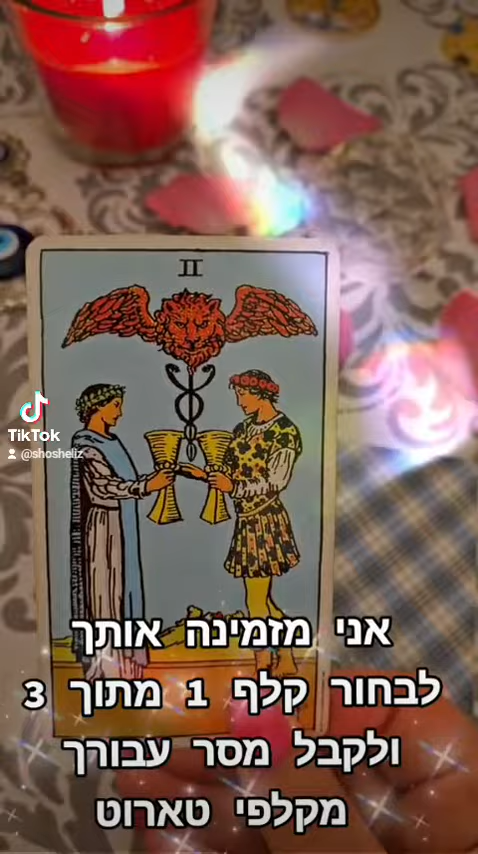 II
TikTok
@shosheliz
אני מזמינה אותך
לבחור קלף 1 מתוך 3
ולקבל מסר עבורך
מקלפי טארוט